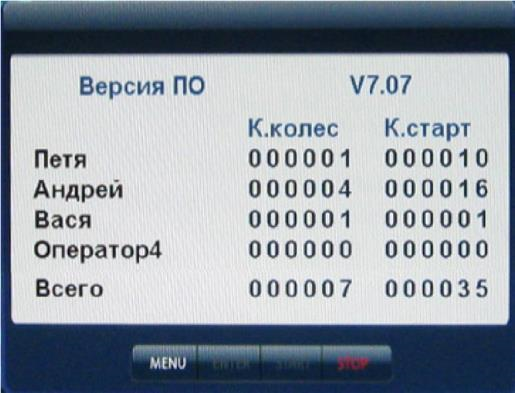 Версия ПО V7.07
К.колес К.старт
Петя 000001 000010
Андрей 000004 000016
Вася 000001 000001
Оператор4 000000 000000
Всего 000007 000035
MENU ENTER START STOP